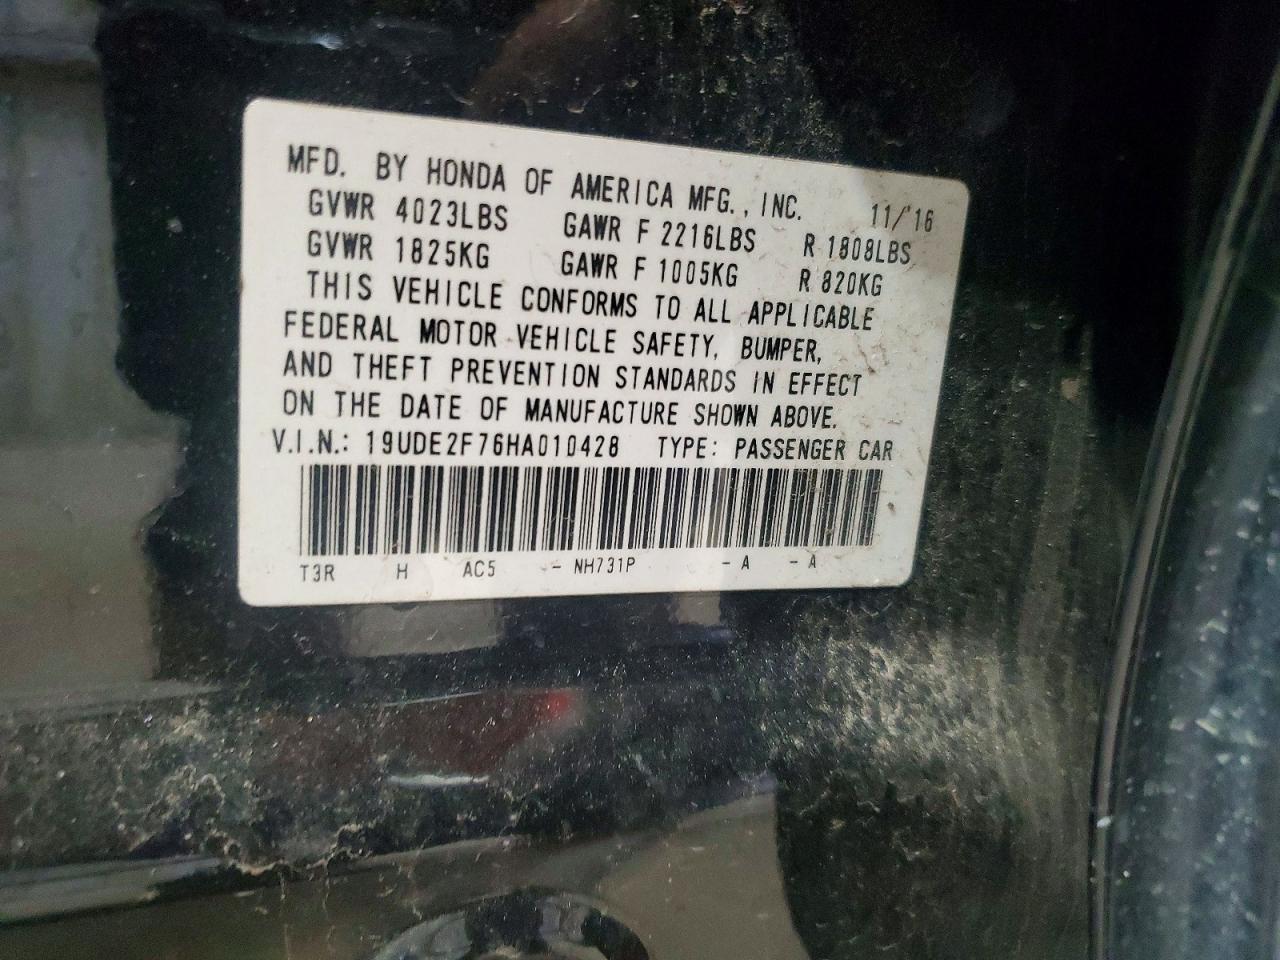 MFD. BY HONDA OF AMERICA MFG., INC. 11/'16
GVWR 4023LBS GAWR F 2216LBS R 1808LBS
GVWR 1825KG GAWR F 1005KG R 820KG
THIS VEHICLE CONFORMS TO ALL APPLICABLE
FEDERAL MOTOR VEHICLE SAFETY, BUMPER,
AND THEFT PREVENTION STANDARDS IN EFFECT
ON THE DATE OF MANUFACTURE SHOWN ABOVE.
V.I.N.: 19UDE2F76HA010428 TYPE: PASSENGER CAR
T3R H AC5 - NH731P - A - A